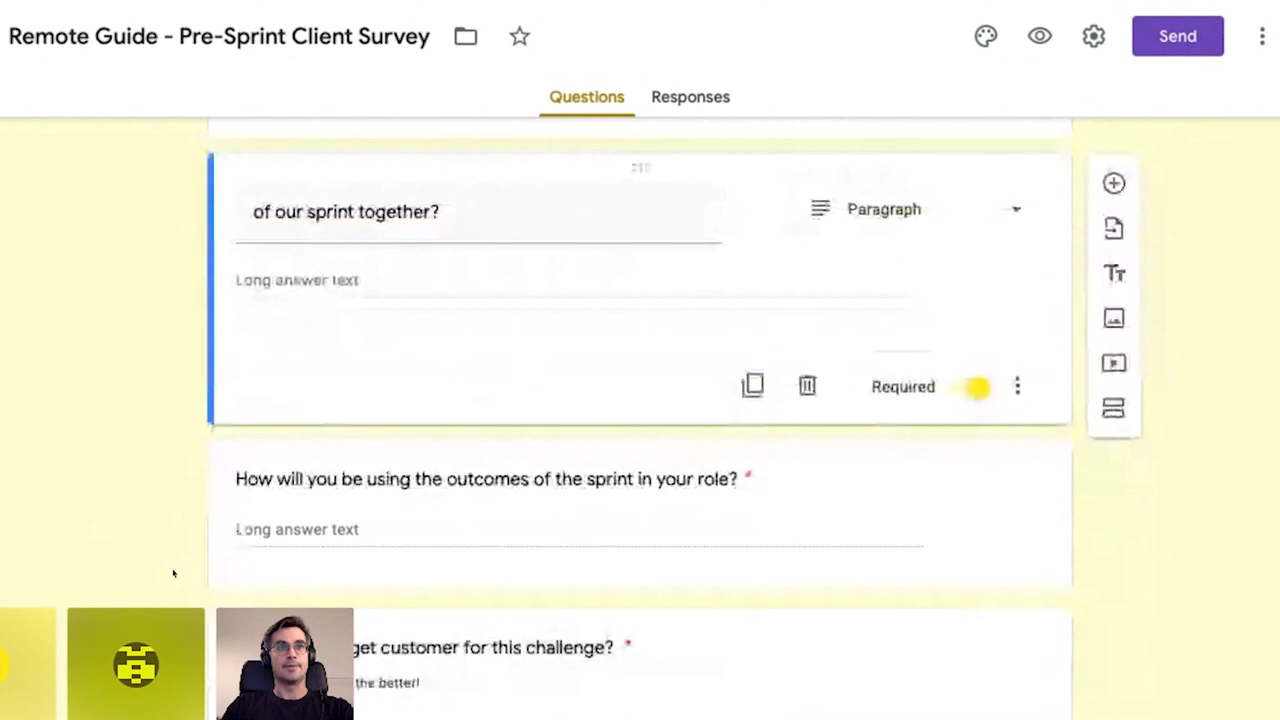 Remote Guide - Pre-Sprint Client Survey
Send
Questions
Responses
of our sprint together?
Paragraph
Long answer text
Required
How will you be using the outcomes of the sprint in your role? *
Long answer text
get customer for this challenge? *
the better!